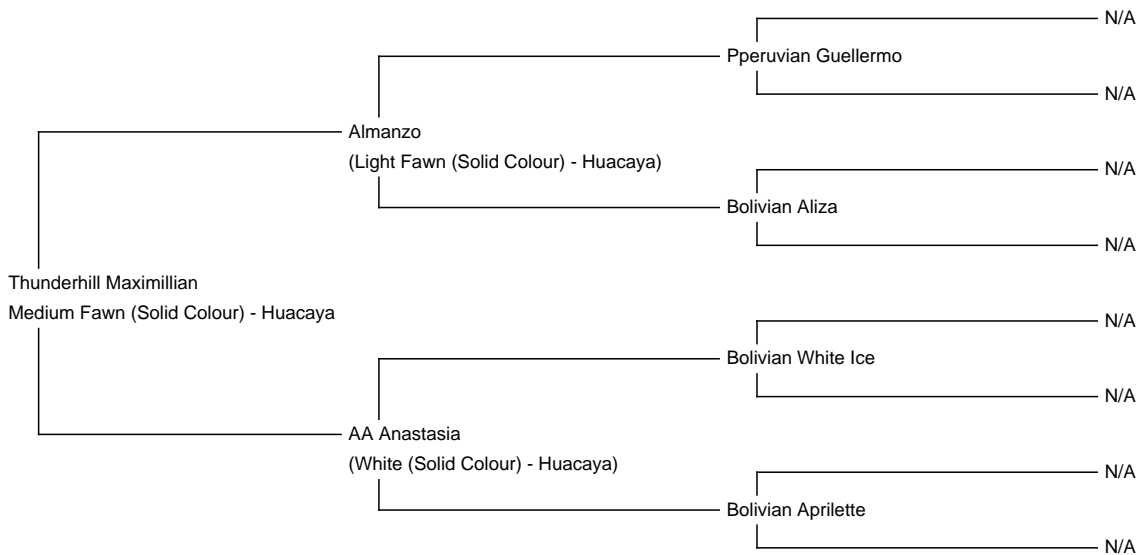 N/A
Pperuvian Guellermo
N/A
Almanzo
(Light Fawn (Solid Colour) - Huacaya)
N/A
Bolivian Aliza
N/A
Thunderhill Maximillian
Medium Fawn (Solid Colour) - Huacaya
N/A
Bolivian White Ice
N/A
AA Anastasia
(White (Solid Colour) - Huacaya)
N/A
Bolivian Aprilette
N/A